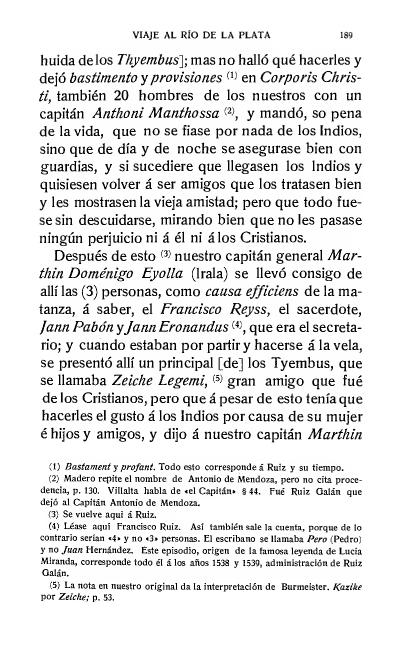 VIAJE AL RÍO DE LA PLATA 189
huida de los Thyembus]; mas no halló qué hacerles y
dejó bastimento y provisiones (1) en Corporis Chris-
ti, también 20 hombres de los nuestros con un
capitán Anthoni Manthossa (2), y mandó, so pena
de la vida, que no se fiase por nada de los Indios,
sino que de día y de noche se asegurase bien con
guardias, y si sucediere que llegasen los Indios y
quisiesen volver á ser amigos que los tratasen bien
y les mostrasen la vieja amistad; pero que todo fue-
se sin descuidarse, mirando bien que no les pasase
ningún perjuicio ni á él ni á los Cristianos.
Después de esto (3) nuestro capitán general Mar-
thin Doménigo Eyolla (Irala) se llevó consigo de
allí las (3) personas, como causa efficiens de la ma-
tanza, á saber, el Francisco Reyss, el sacerdote,
Jann Pabón y Jann Eronandus (4), que era el secreta-
rio; y cuando estaban por partir y hacerse á la vela,
se presentó allí un principal [de] los Tyembus, que
se llamaba Zeiche Legemi, (5) gran amigo que fué
de los Cristianos, pero que á pesar de esto tenía que
hacerles el gusto á los Indios por causa de su mujer
é hijos y amigos, y dijo á nuestro capitán Marthin
(1) Bastament y profant. Todo esto corresponde á Ruiz y su tiempo.
(2) Madero repite el nombre de Antonio de Mendoza, pero no cita proce-
dencia, p. 130. Villalta habla de «el Capitán» § 44. Fué Ruiz Galán que
dejó al Capitán Antonio de Mendoza.
(3) Se vuelve aquí á Ruiz.
(4) Léase aquí Francisco Ruiz. Así también sale la cuenta, porque de lo
contrario serían «4» y no «3» personas. El escribano se llamaba Pero (Pedro)
y no Juan Hernández. Este episodio, origen de la famosa leyenda de Lucía
Miranda, corresponde todo él á los años 1538 y 1539, administración de Ruiz
Galán.
(5) La nota en nuestro original da la interpretación de Burmeister. Kazike
por Zeiche; p. 53.